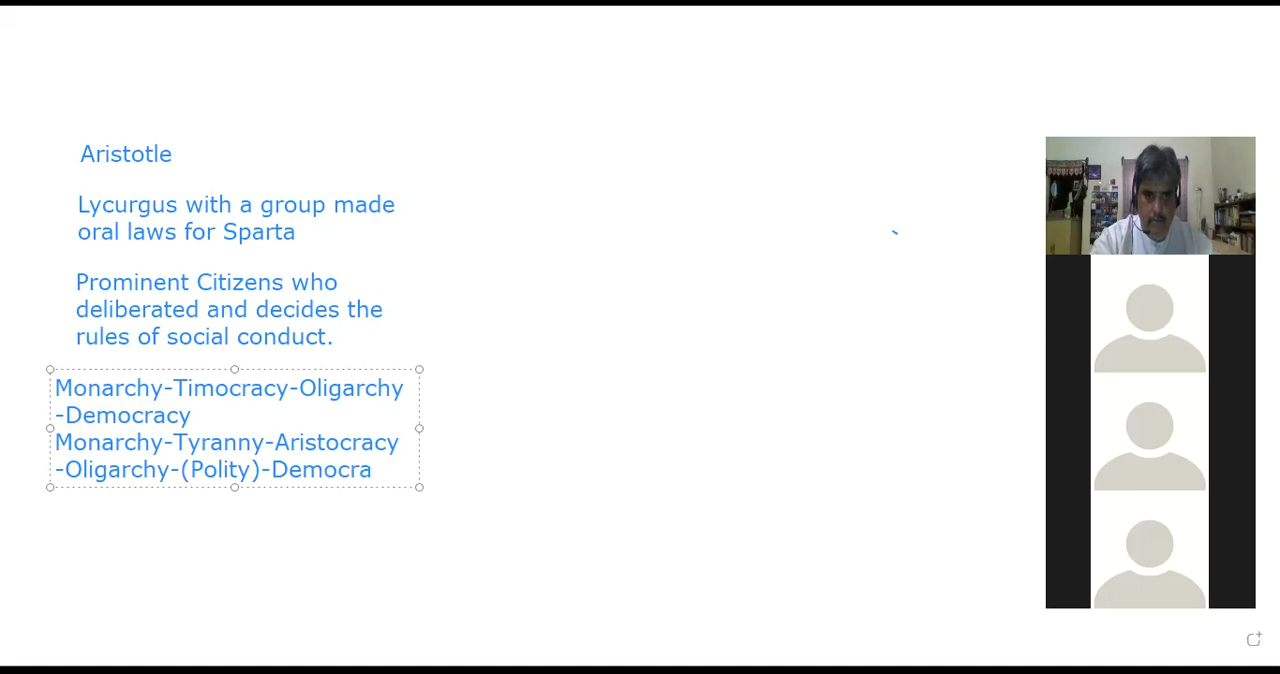 Aristotle
Lycurgus with a group made
oral laws for Sparta
Prominent Citizens who
deliberated and decides the
rules of social conduct.
Monarchy-Timocracy-Oligarchy
-Democracy
Monarchy-Tyranny-Aristocracy
-Oligarchy-(Polity)-Democra